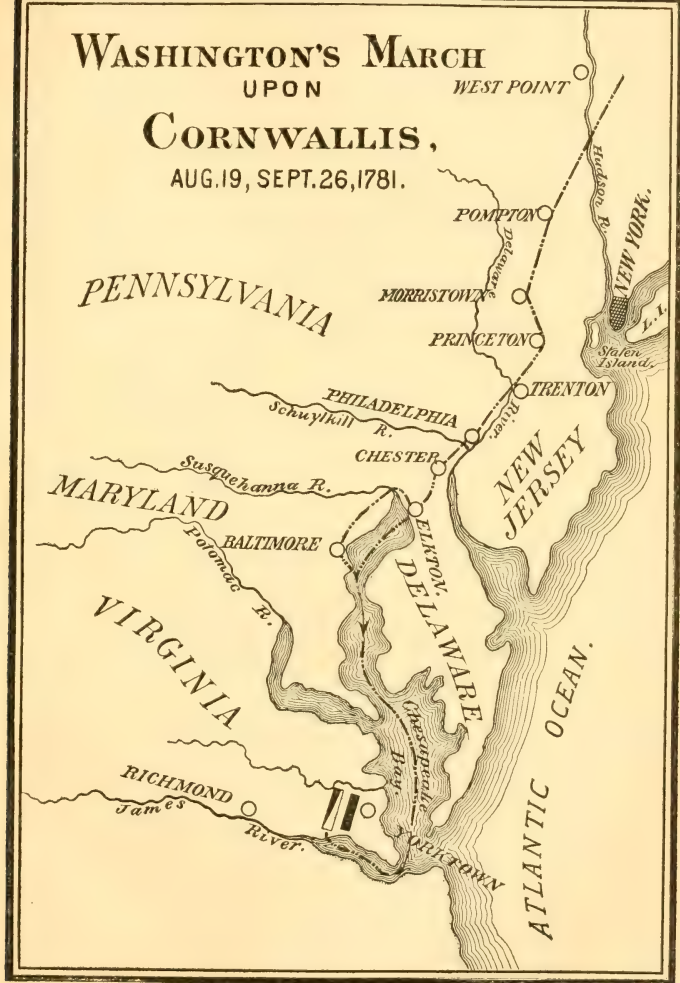 WASHINGTON'S MARCH
UPON
CORNWALLIS,
AUG.19, SEPT.26,1781.
WEST POINT
Hudson R.
POMPTON
Delaware
NEW YORK.
PENNSYLVANIA
MORRISTOWN
L.I.
PRINCETON
Staten
Island.
TRENTON
PHILADELPHIA
Schuylkill R.
River.
CHESTER
NEW
JERSEY
Susquehanna R.
MARYLAND
ELKTON.
BALTIMORE
Potomac R.
DELAWARE
VIRGINIA
Chesapeake
Bay
ATLANTIC OCEAN.
RICHMOND
James River.
YORKTOWN